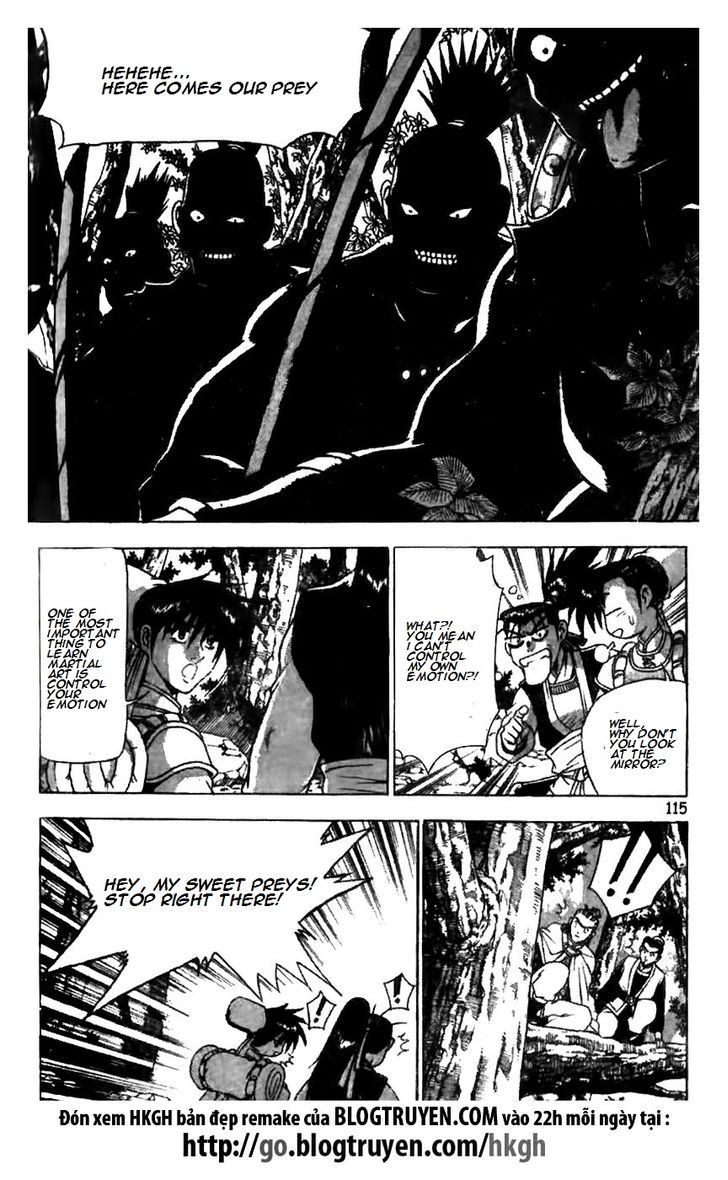 HEHEHE...
HERE COMES OUR PREY
ONE OF
THE MOST
IMPORTANT
THING TO
LEARN
MARTIAL
ART IS
CONTROL
YOUR
EMOTION
WHAT?!
YOU MEAN
I CAN'T
CONTROL
MY OWN
EMOTION?!
WELL,
WHY DON'T
YOU LOOK
AT THE
MIRROR?
115
HEY, MY SWEET PREYS!
STOP RIGHT THERE!
!
!
!!
Đón xem HKGH bản đẹp remake của BLOGTRUYEN.COM vào 22h mỗi ngày tại :
http://go.blogtruyen.com/hkgh